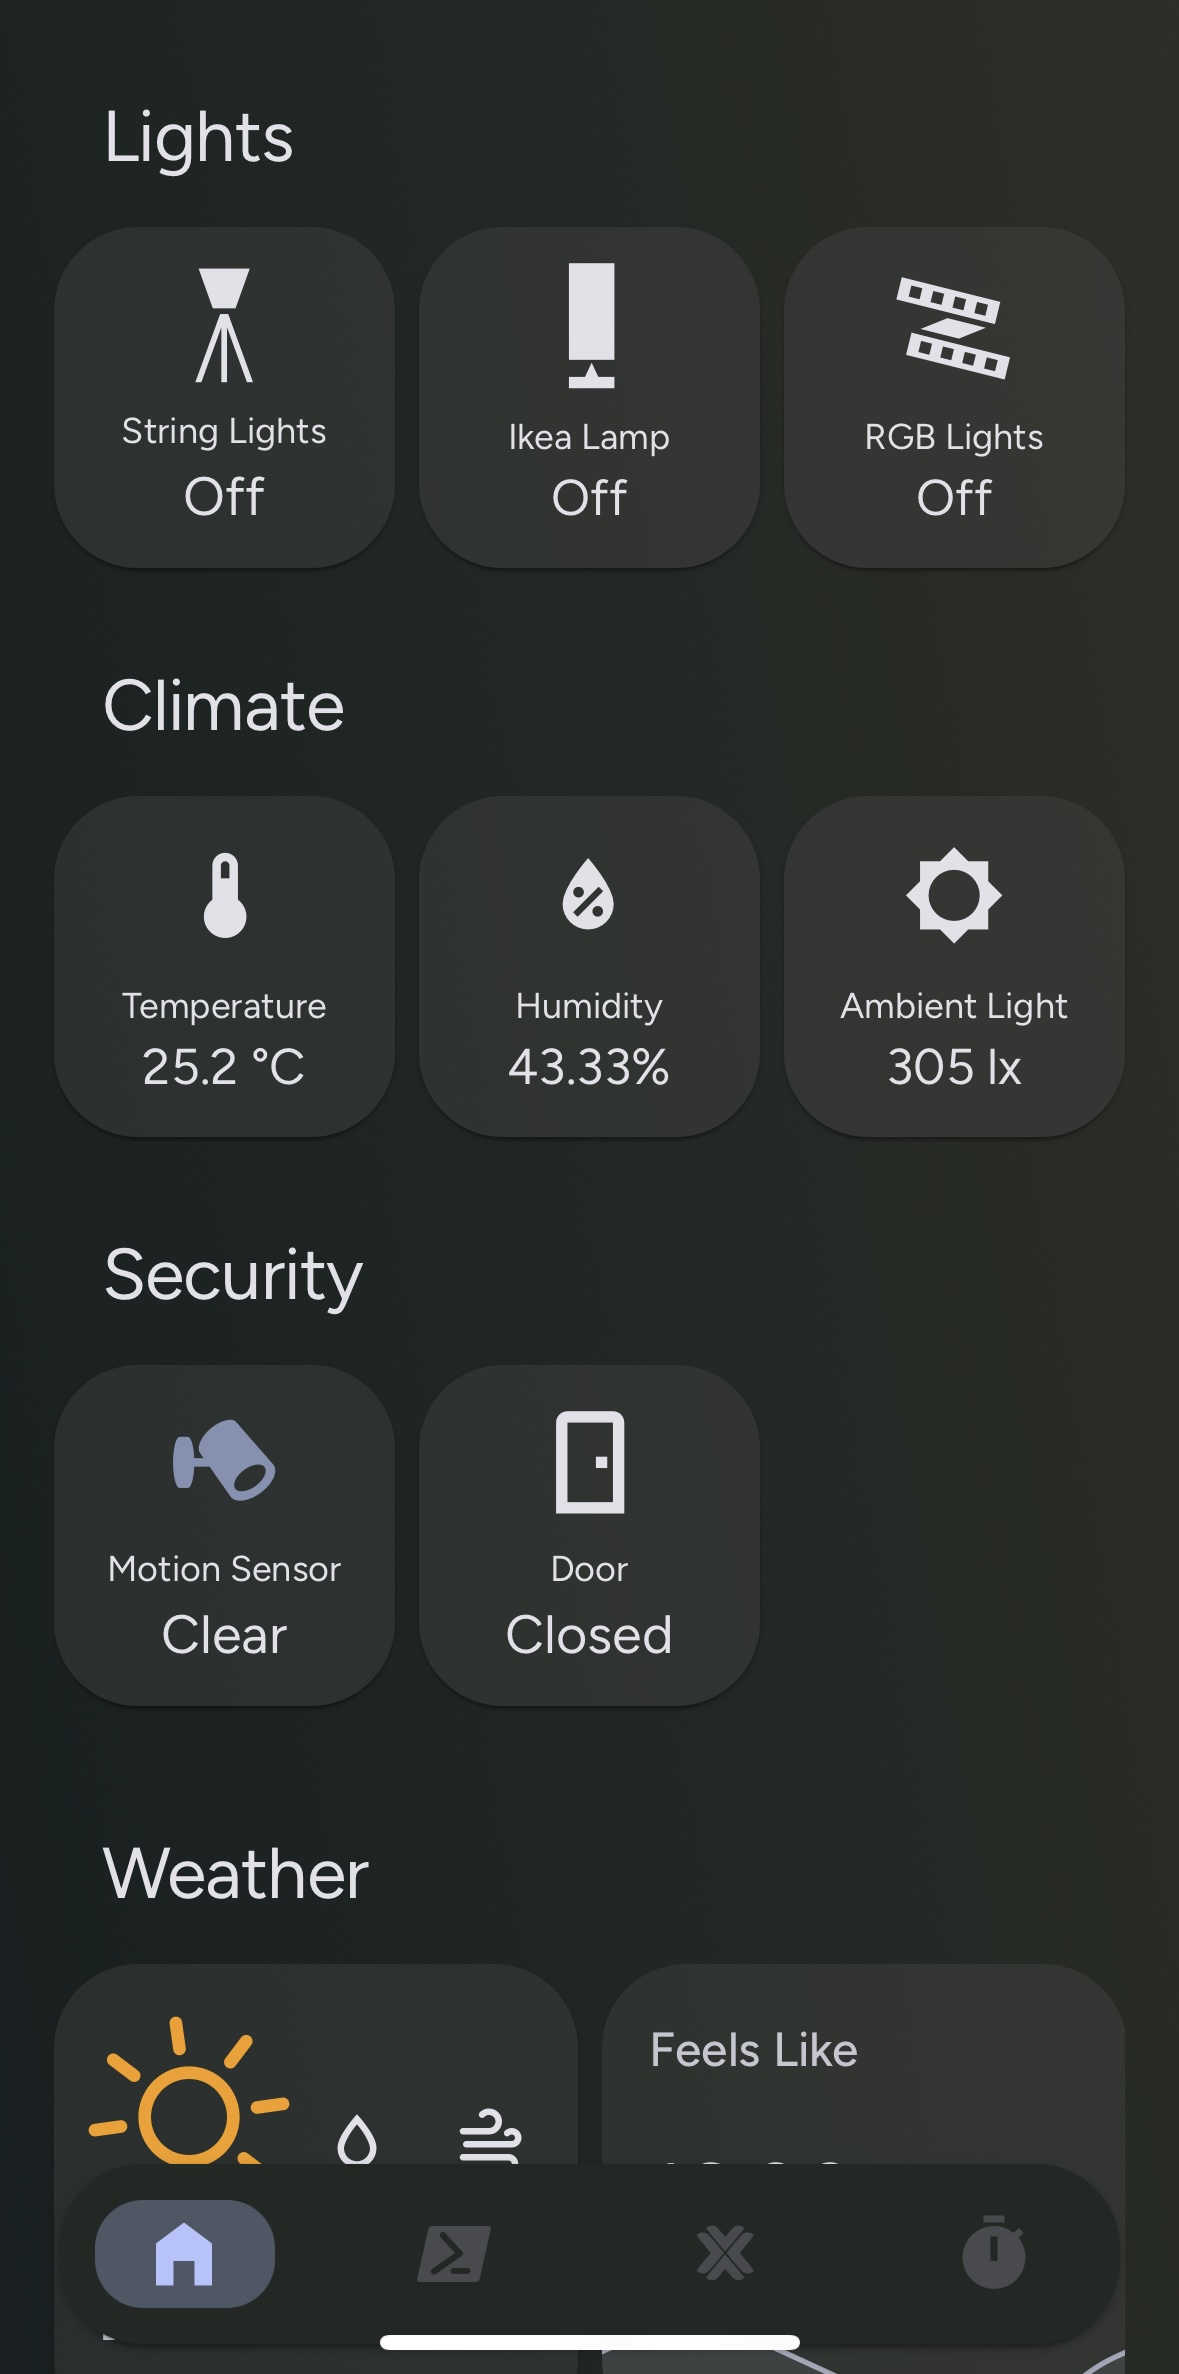 Lights
String Lights
Off
Ikea Lamp
Off
RGB Lights
Off
Climate
Temperature
25.2 °C
Humidity
43.33%
Ambient Light
305 lx
Security
Motion Sensor
Clear
Door
Closed
Weather
Feels Like